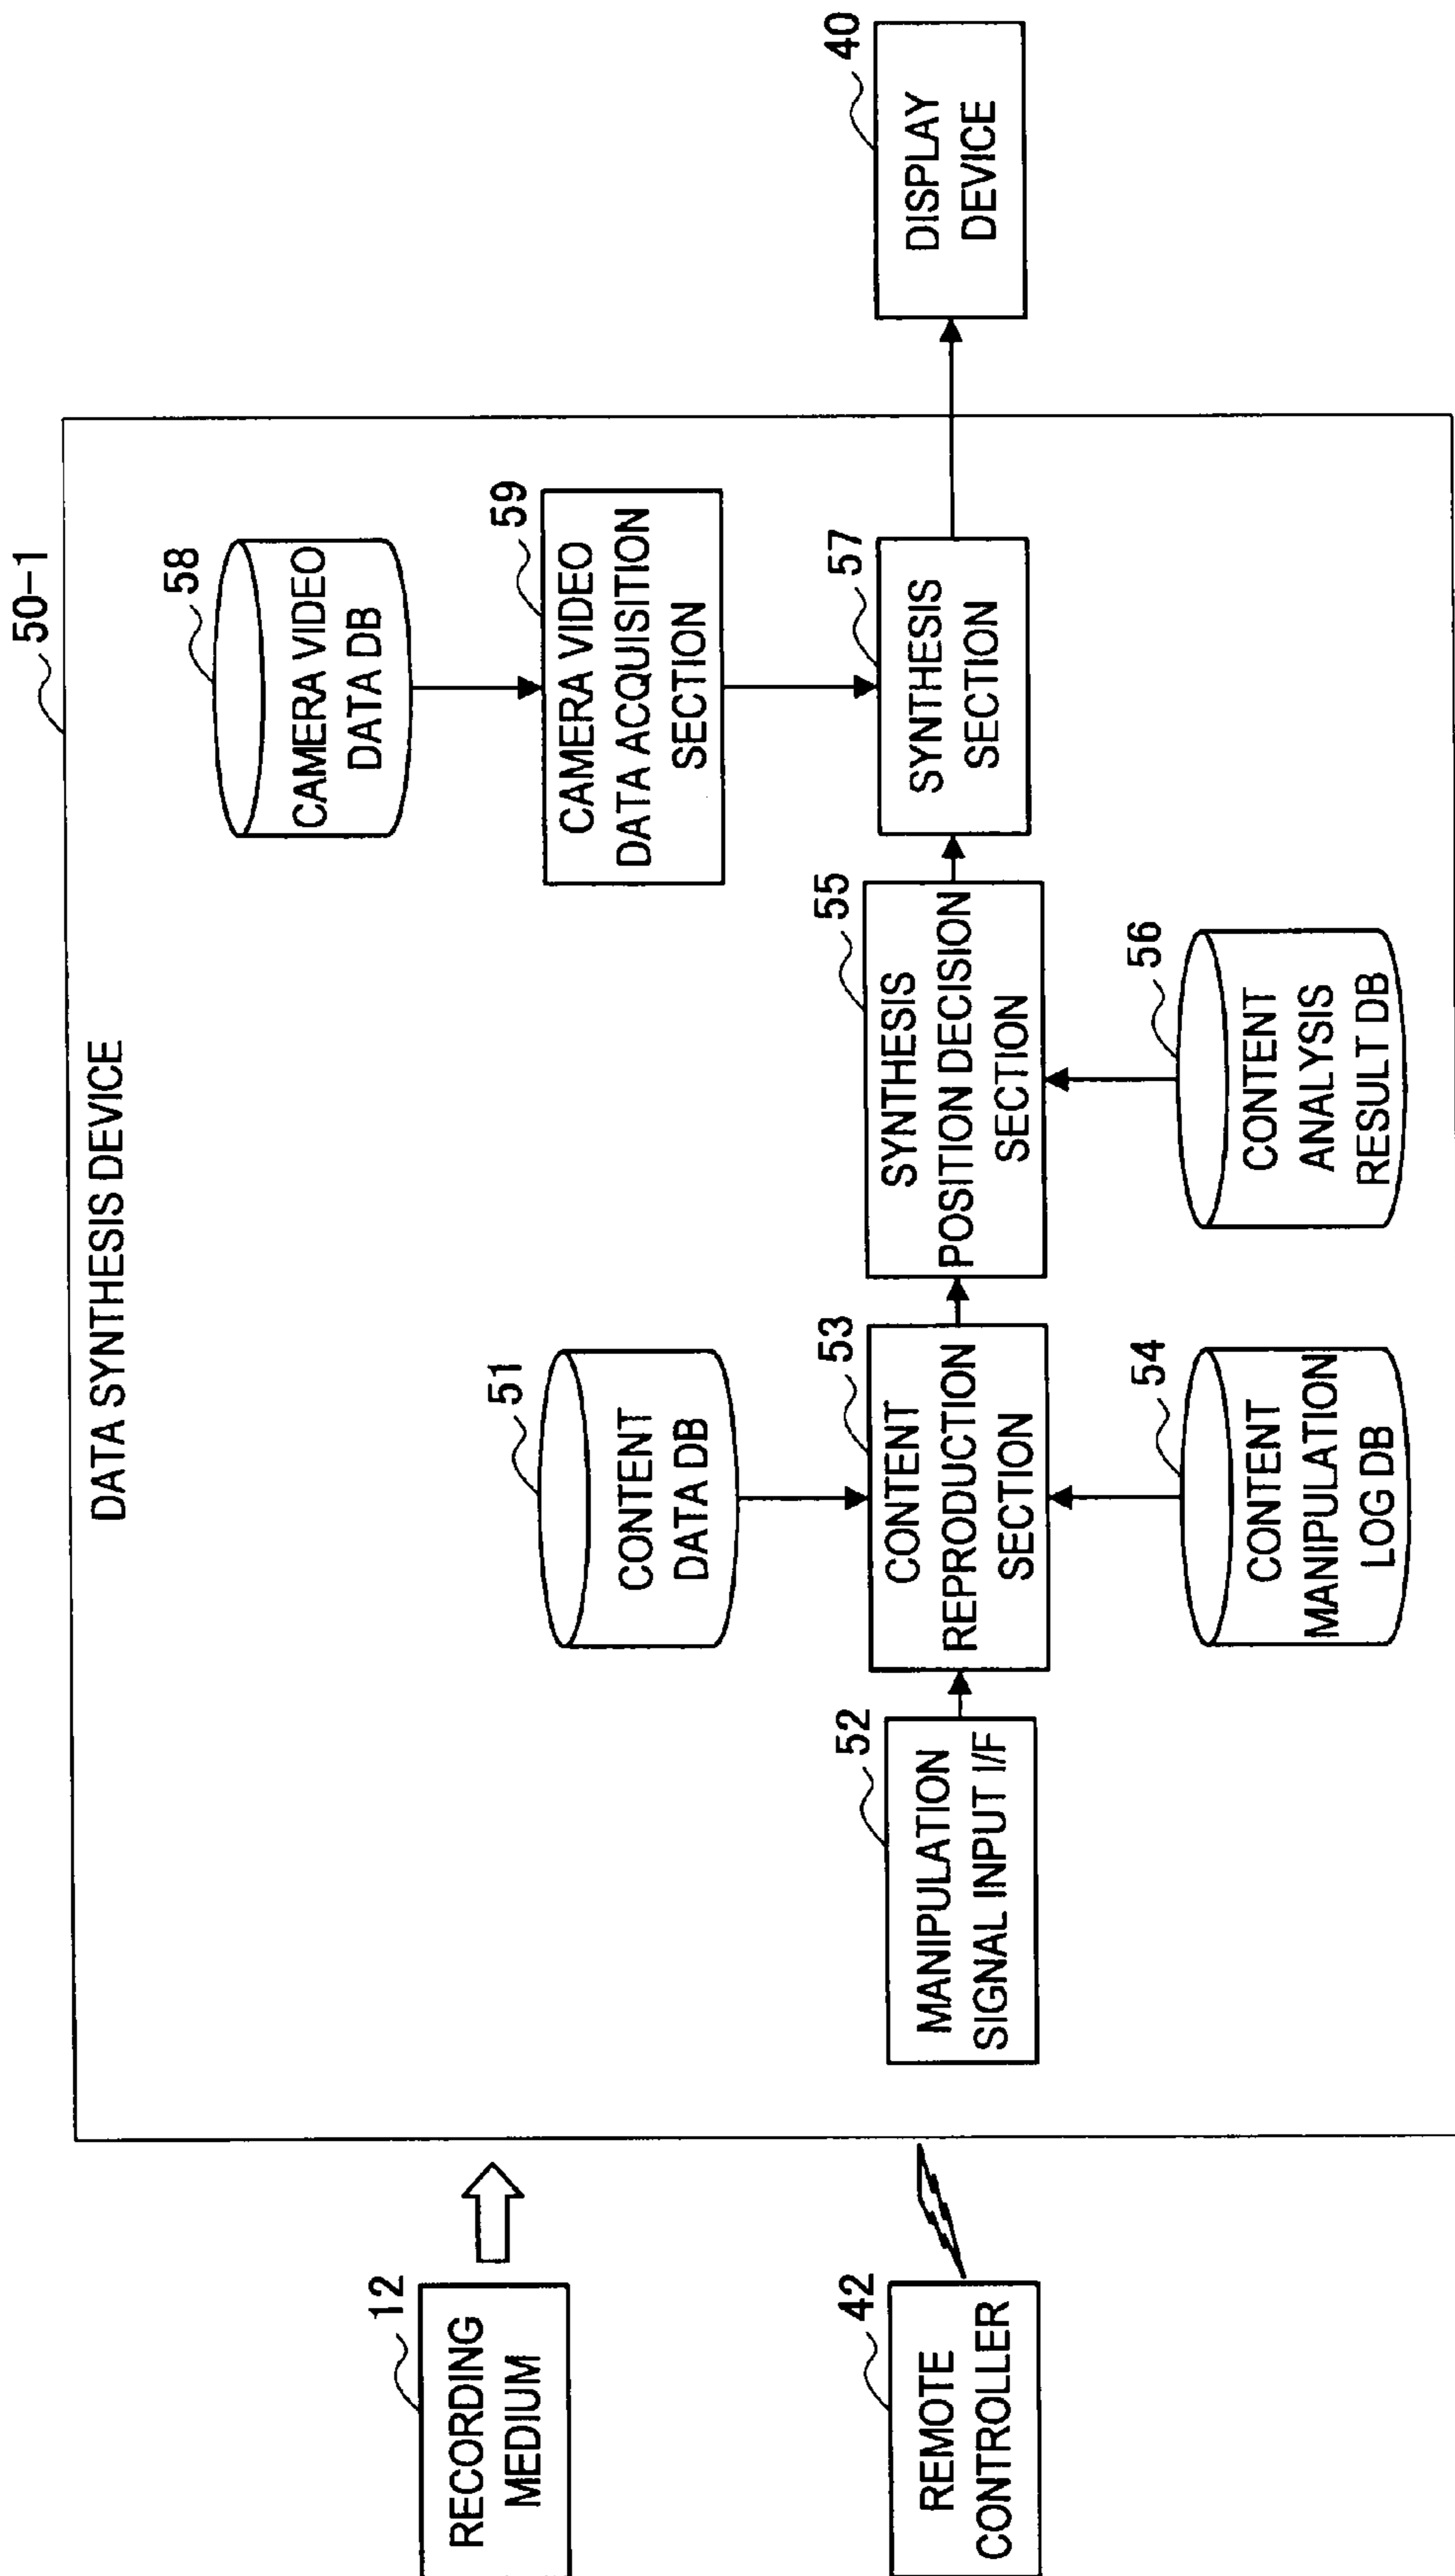 50-1
DATA SYNTHESIS DEVICE
12
RECORDING
MEDIUM
42
REMOTE
CONTROLLER
51
CONTENT
DATA DB
52
MANIPULATION
SIGNAL INPUT I/F
53
CONTENT
REPRODUCTION
SECTION
54
CONTENT
MANIPULATION
LOG DB
55
SYNTHESIS
POSITION DECISION
SECTION
56
CONTENT
ANALYSIS
RESULT DB
58
CAMERA VIDEO
DATA DB
59
CAMERA VIDEO
DATA ACQUISITION
SECTION
57
SYNTHESIS
SECTION
40
DISPLAY
DEVICE